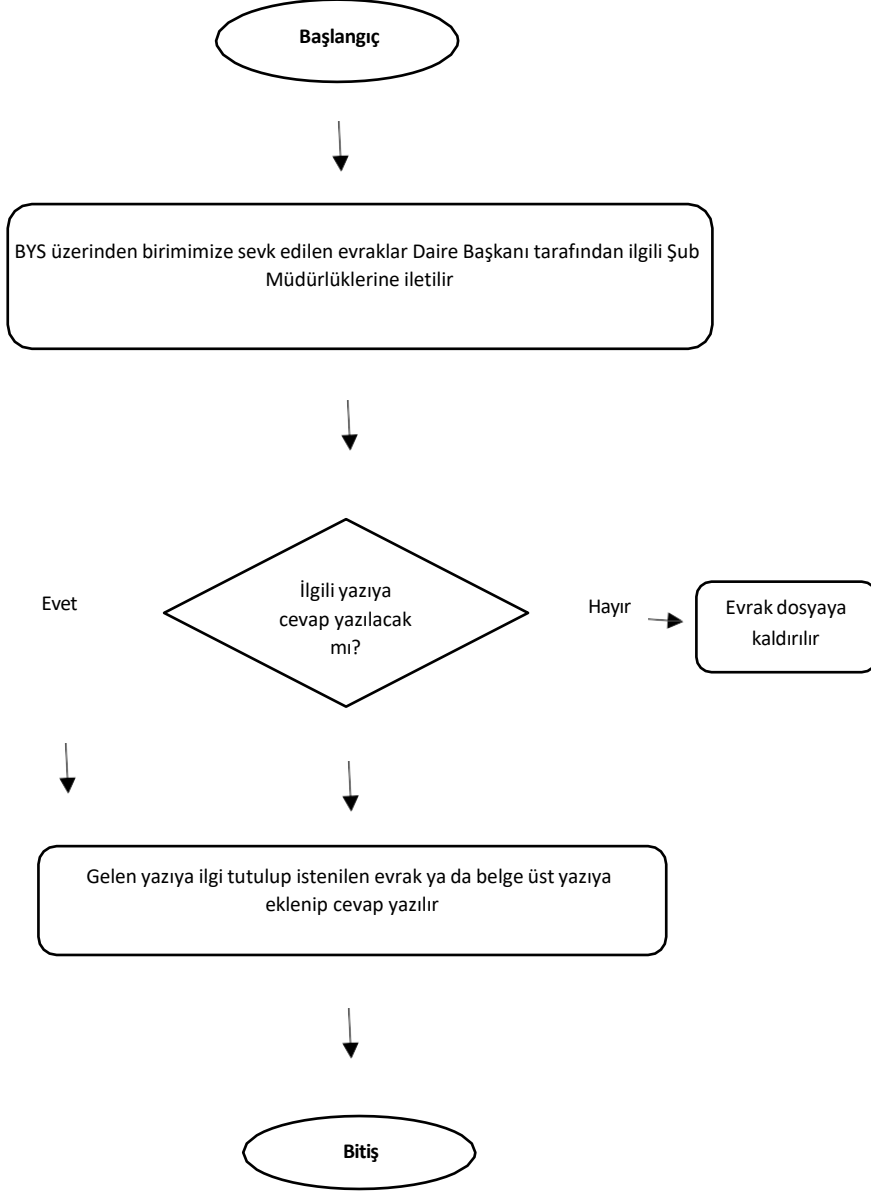 Başlangıç
BYS üzerinden birimimize sevk edilen evraklar Daire Başkanı tarafından ilgili Şub
Müdürlüklerine iletilir
Evet
İlgili yazıya
cevap yazılacak
mı?
Hayır
Evrak dosyaya
kaldırılır
Gelen yazıya ilgi tutulup istenilen evrak ya da belge üst yazıya
eklenip cevap yazılır
Bitiş